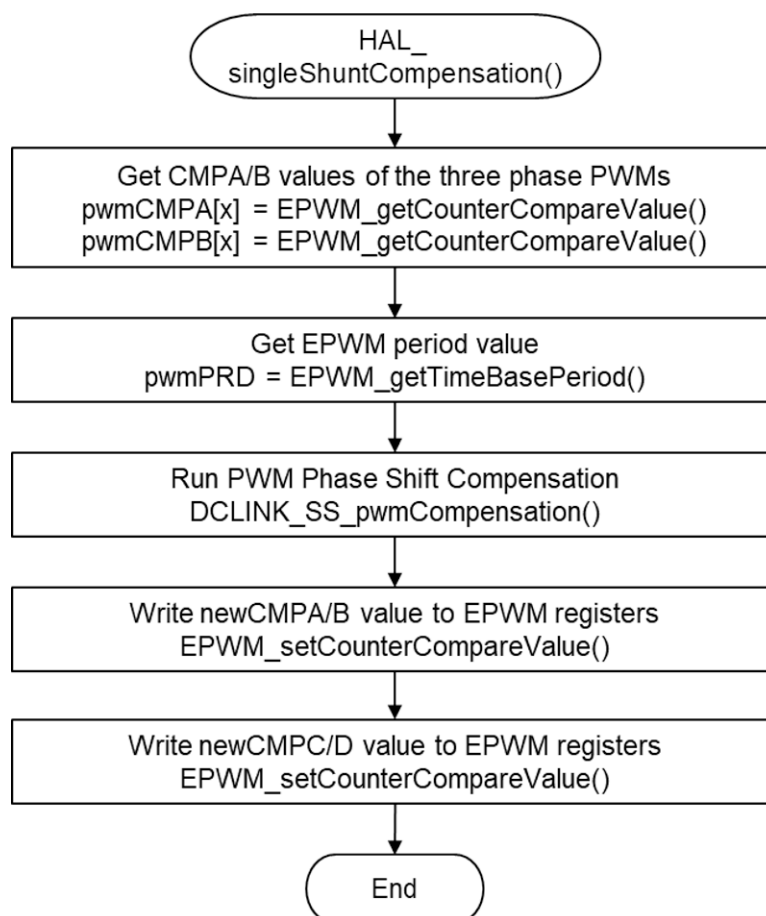 HAL_
singleShuntCompensation()
Get CMPA/B values of the three phase PWMs
pwmCMPA[x] = EPWM_getCounterCompareValue()
pwmCMPB[x] = EPWM_getCounterCompareValue()
Get EPWM period value
pwmPRD = EPWM_getTimeBasePeriod()
Run PWM Phase Shift Compensation
DCLINK_SS_pwmCompensation()
Write newCMPA/B value to EPWM registers
EPWM_setCounterCompareValue()
Write newCMPC/D value to EPWM registers
EPWM_setCounterCompareValue()
End